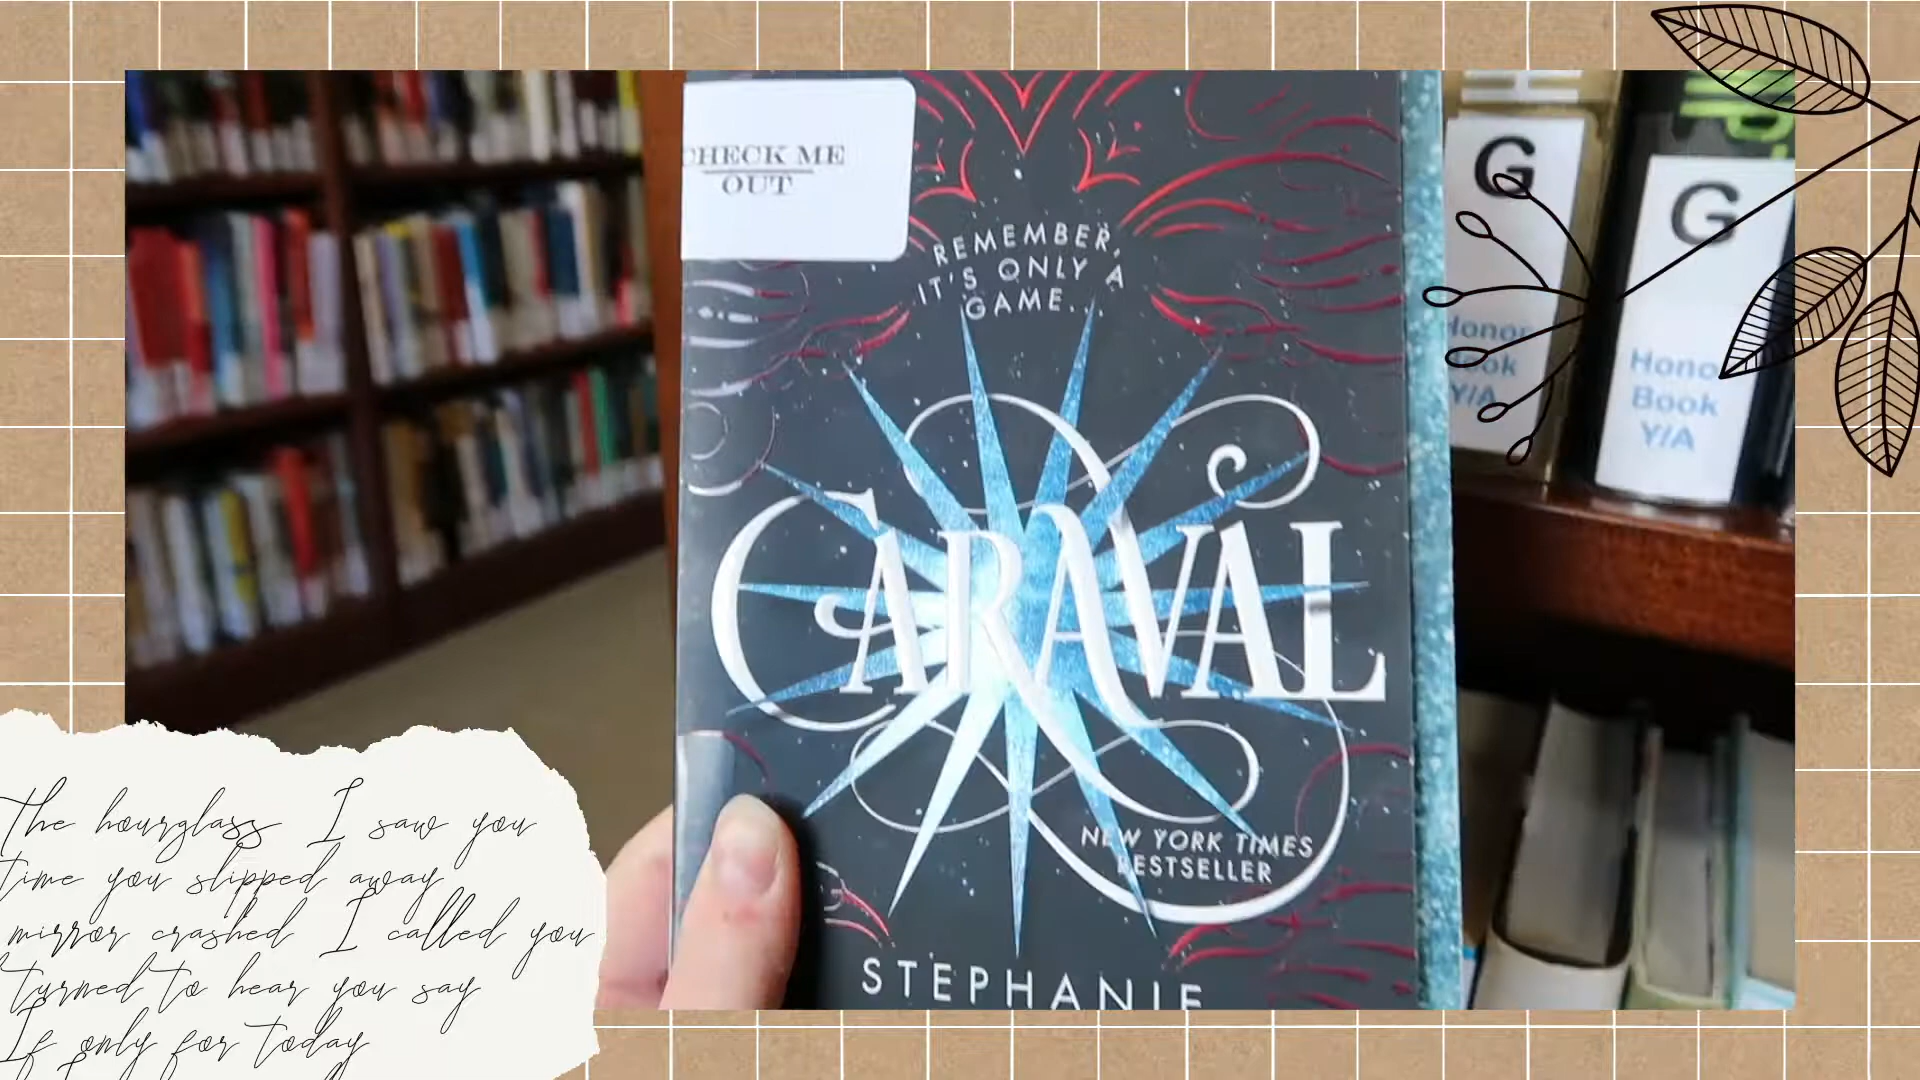 CHECK ME
OUT
REMEMBER,
IT'S ONLY A
GAME...
CARAVAL
NEW YORK TIMES
BESTSELLER
STEPHANIE
G
Honor
Book
Y/A
G
Honor
Book
Y/A
The hourglass I saw you
time you slipped away
mirror crashed I called you
turned to hear you say
If only for today